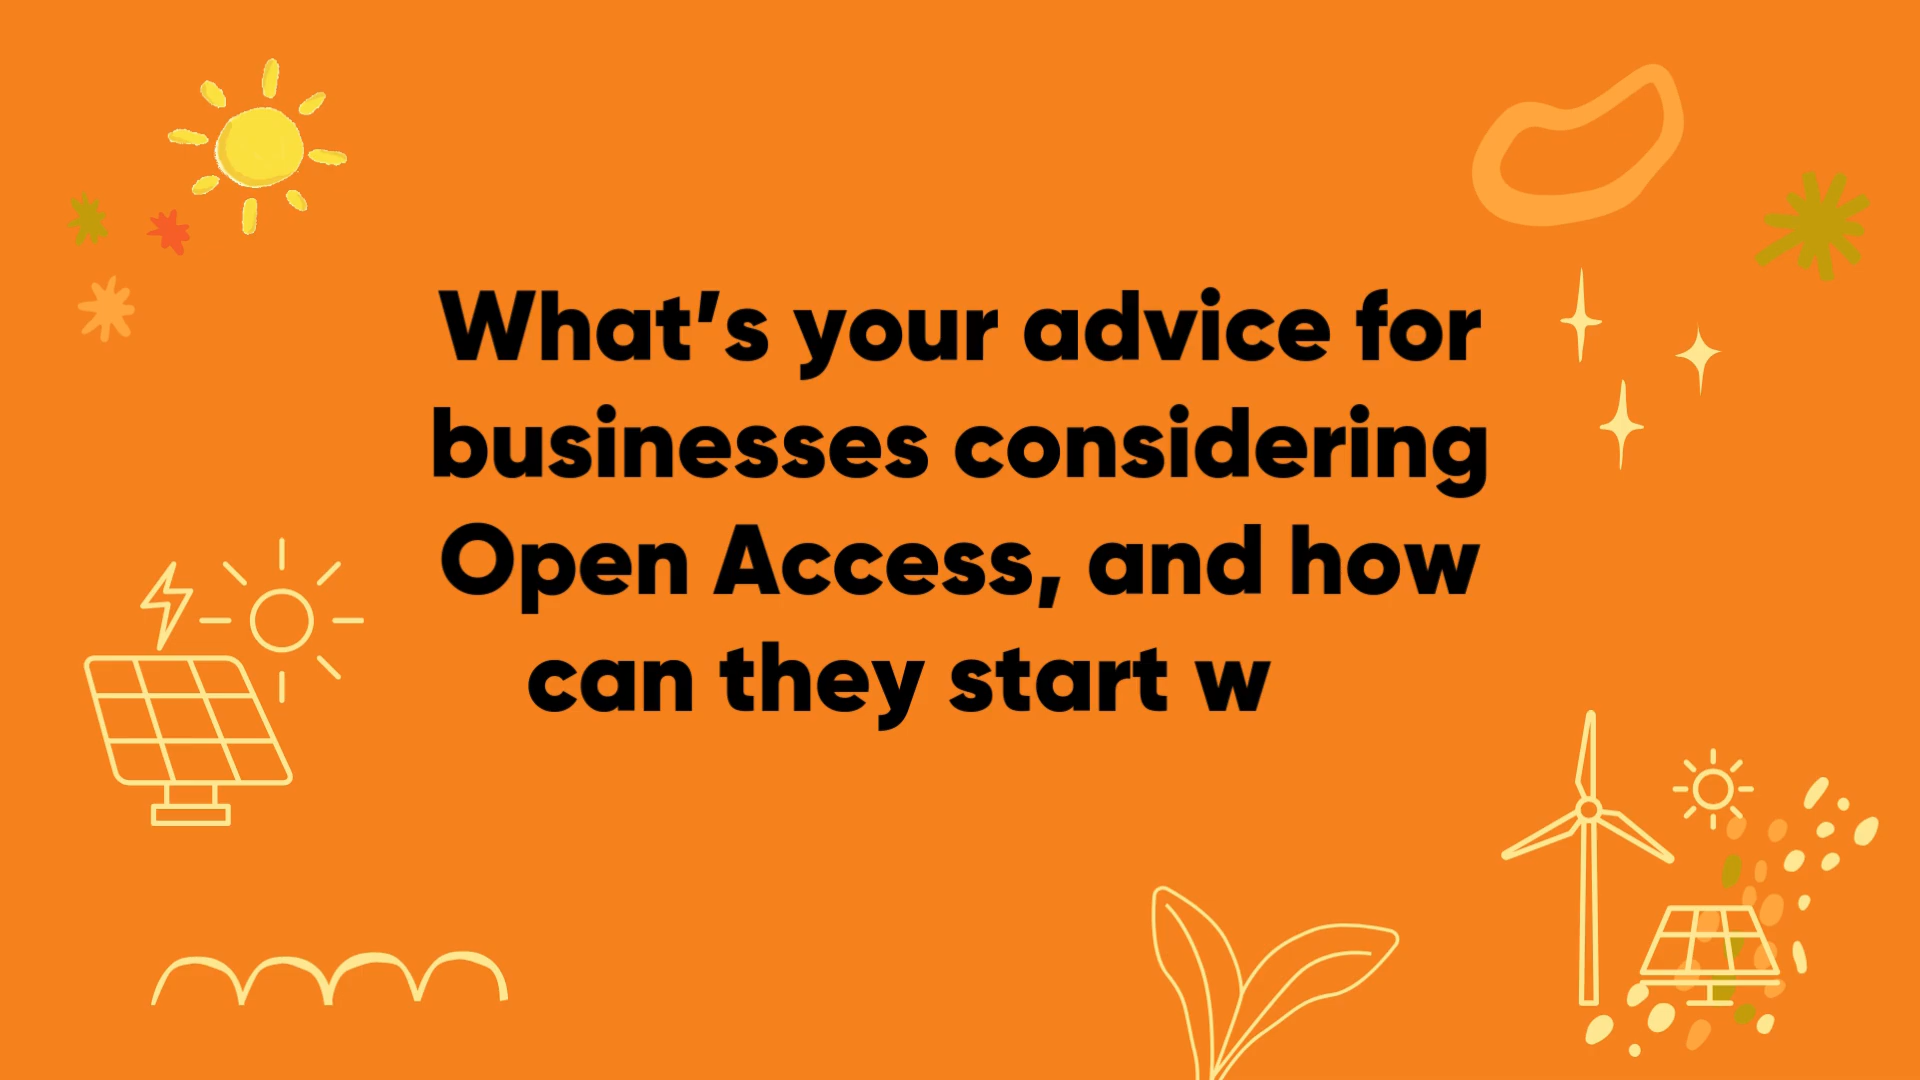 What’s your advice for
businesses considering
Open Access, and how
can they start w